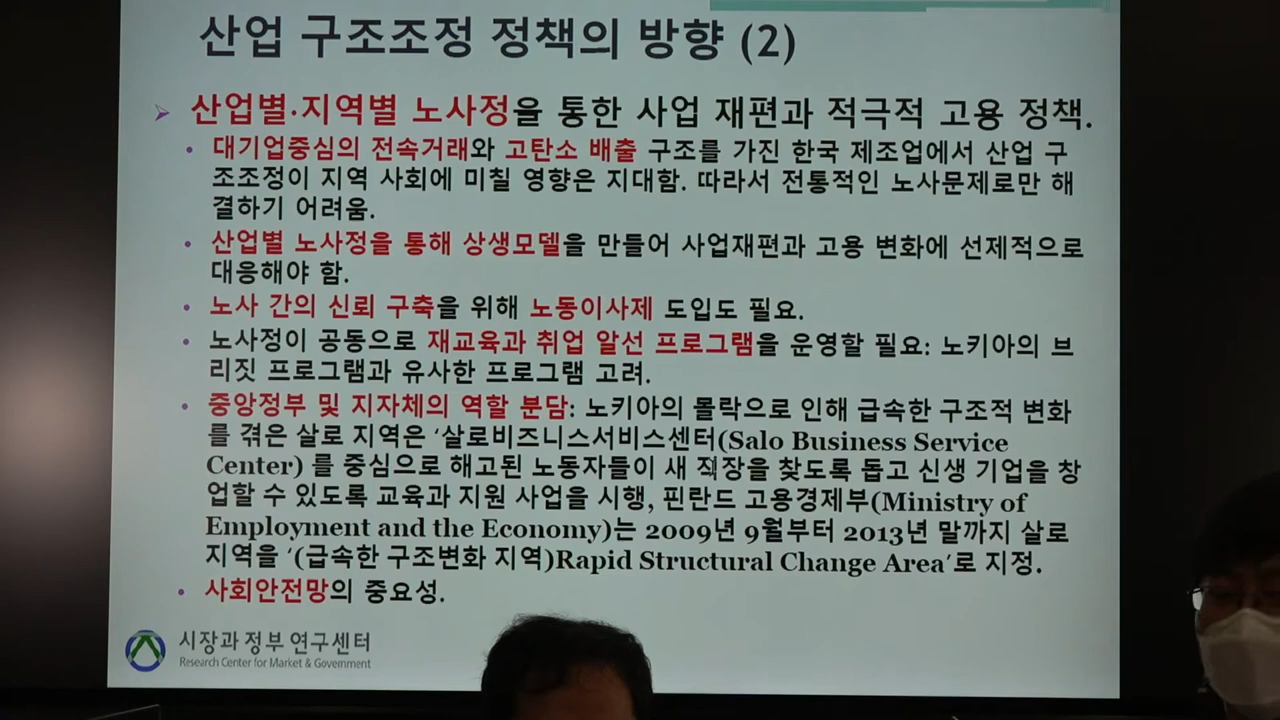 산업 구조조정 정책의 방향 (2)
➢ 산업별·지역별 노사정을 통한 사업 재편과 적극적 고용 정책.
• 대기업중심의 전속거래와 고탄소 배출 구조를 가진 한국 제조업에서 산업 구
조조정이 지역 사회에 미칠 영향은 지대함. 따라서 전통적인 노사문제로만 해
결하기 어려움.
• 산업별 노사정을 통해 상생모델을 만들어 사업재편과 고용 변화에 선제적으로
대응해야 함.
• 노사 간의 신뢰 구축을 위해 노동이사제 도입도 필요.
• 노사정이 공동으로 재교육과 취업 알선 프로그램을 운영할 필요: 노키아의 브
리짓 프로그램과 유사한 프로그램 고려.
• 중앙정부 및 지자체의 역할 분담: 노키아의 몰락으로 인해 급속한 구조적 변화
를 겪은 살로 지역은 ‘살로비즈니스서비스센터(Salo Business Service
Center) 를 중심으로 해고된 노동자들이 새 직장을 찾도록 돕고 신생 기업을 창
업할 수 있도록 교육과 지원 사업을 시행, 핀란드 고용경제부(Ministry of
Employment and the Economy)는 2009년 9월부터 2013년 말까지 살로
지역을 ‘(급속한 구조변화 지역)Rapid Structural Change Area’로 지정.
• 사회안전망의 중요성.
시장과 정부 연구센터
Research Center for Market & Government